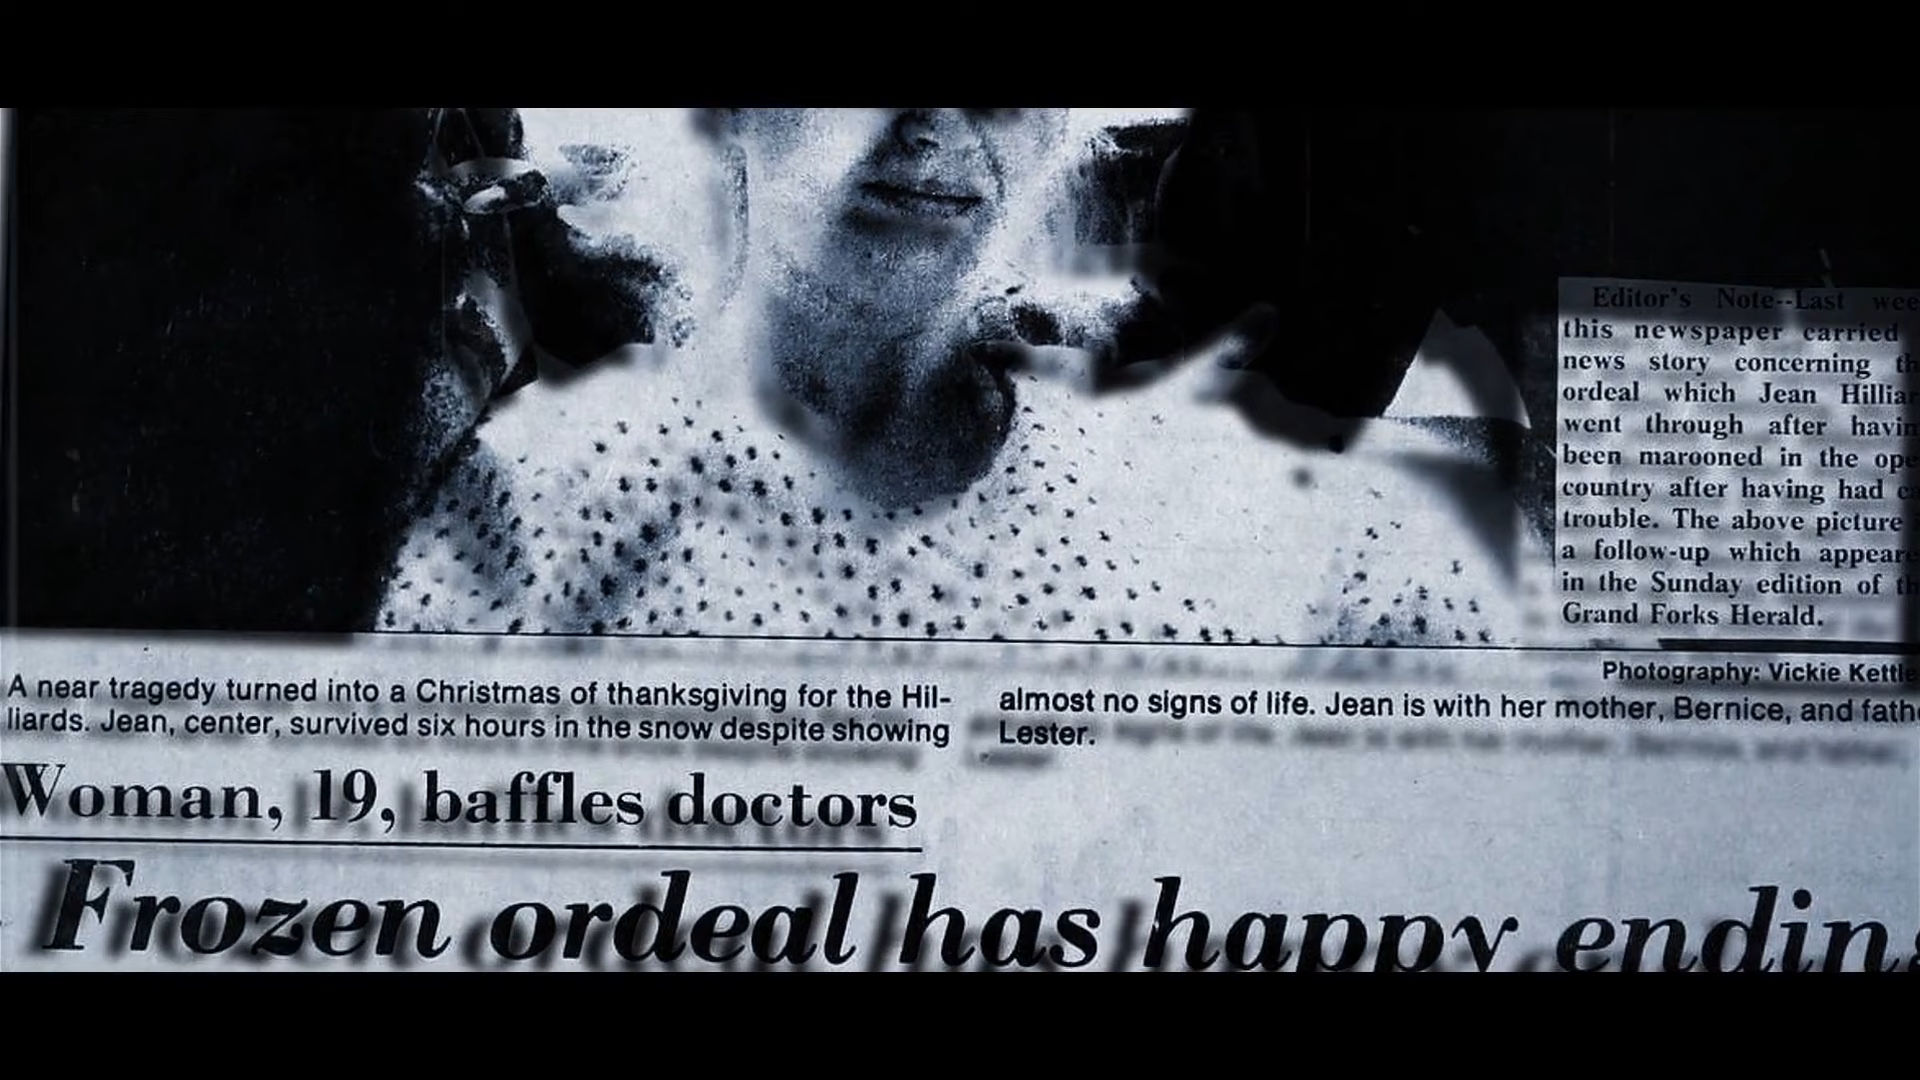 Editor's Note--Last
this newspaper carried
news story concerning
ordeal which Jean
went through after
been marooned in the
country after having had
trouble. The above picture
a follow-up which
in the Sunday edition of
Grand Forks Herald.
Photography: Vickie
A near tragedy turned into a Christmas of thanksgiving for the Hil-
liards. Jean, center, survived six hours in the snow despite showing
almost no signs of life. Jean is with her mother, Bernice, and
Lester.
Woman, 19, baffles doctors
Frozen ordeal has happy